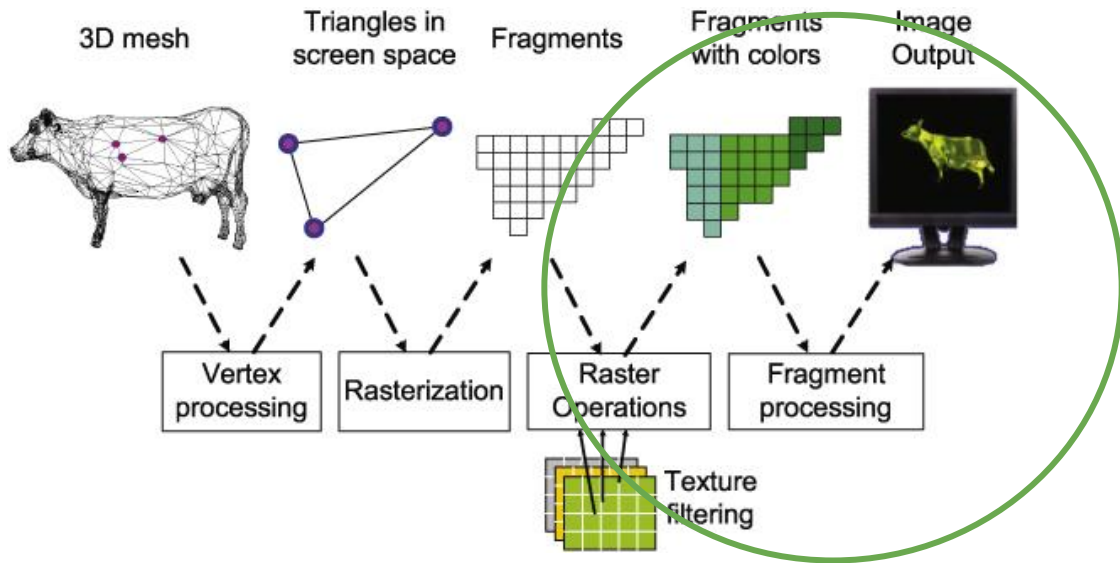 3D mesh
Triangles in
screen space
Fragments
Fragments
with colors
Image
Output
Vertex
processing
Rasterization
Raster
Operations
Fragment
processing
Texture
filtering